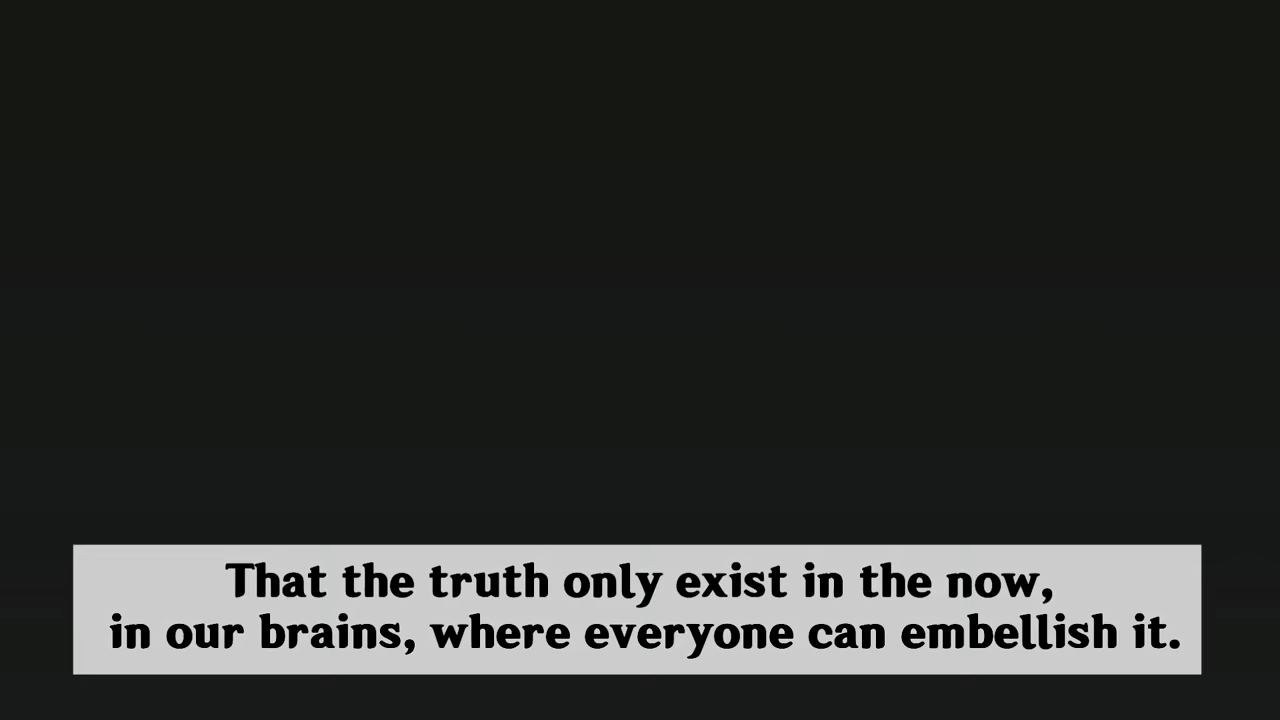 That the truth only exist in the now,
in our brains, where everyone can embellish it.